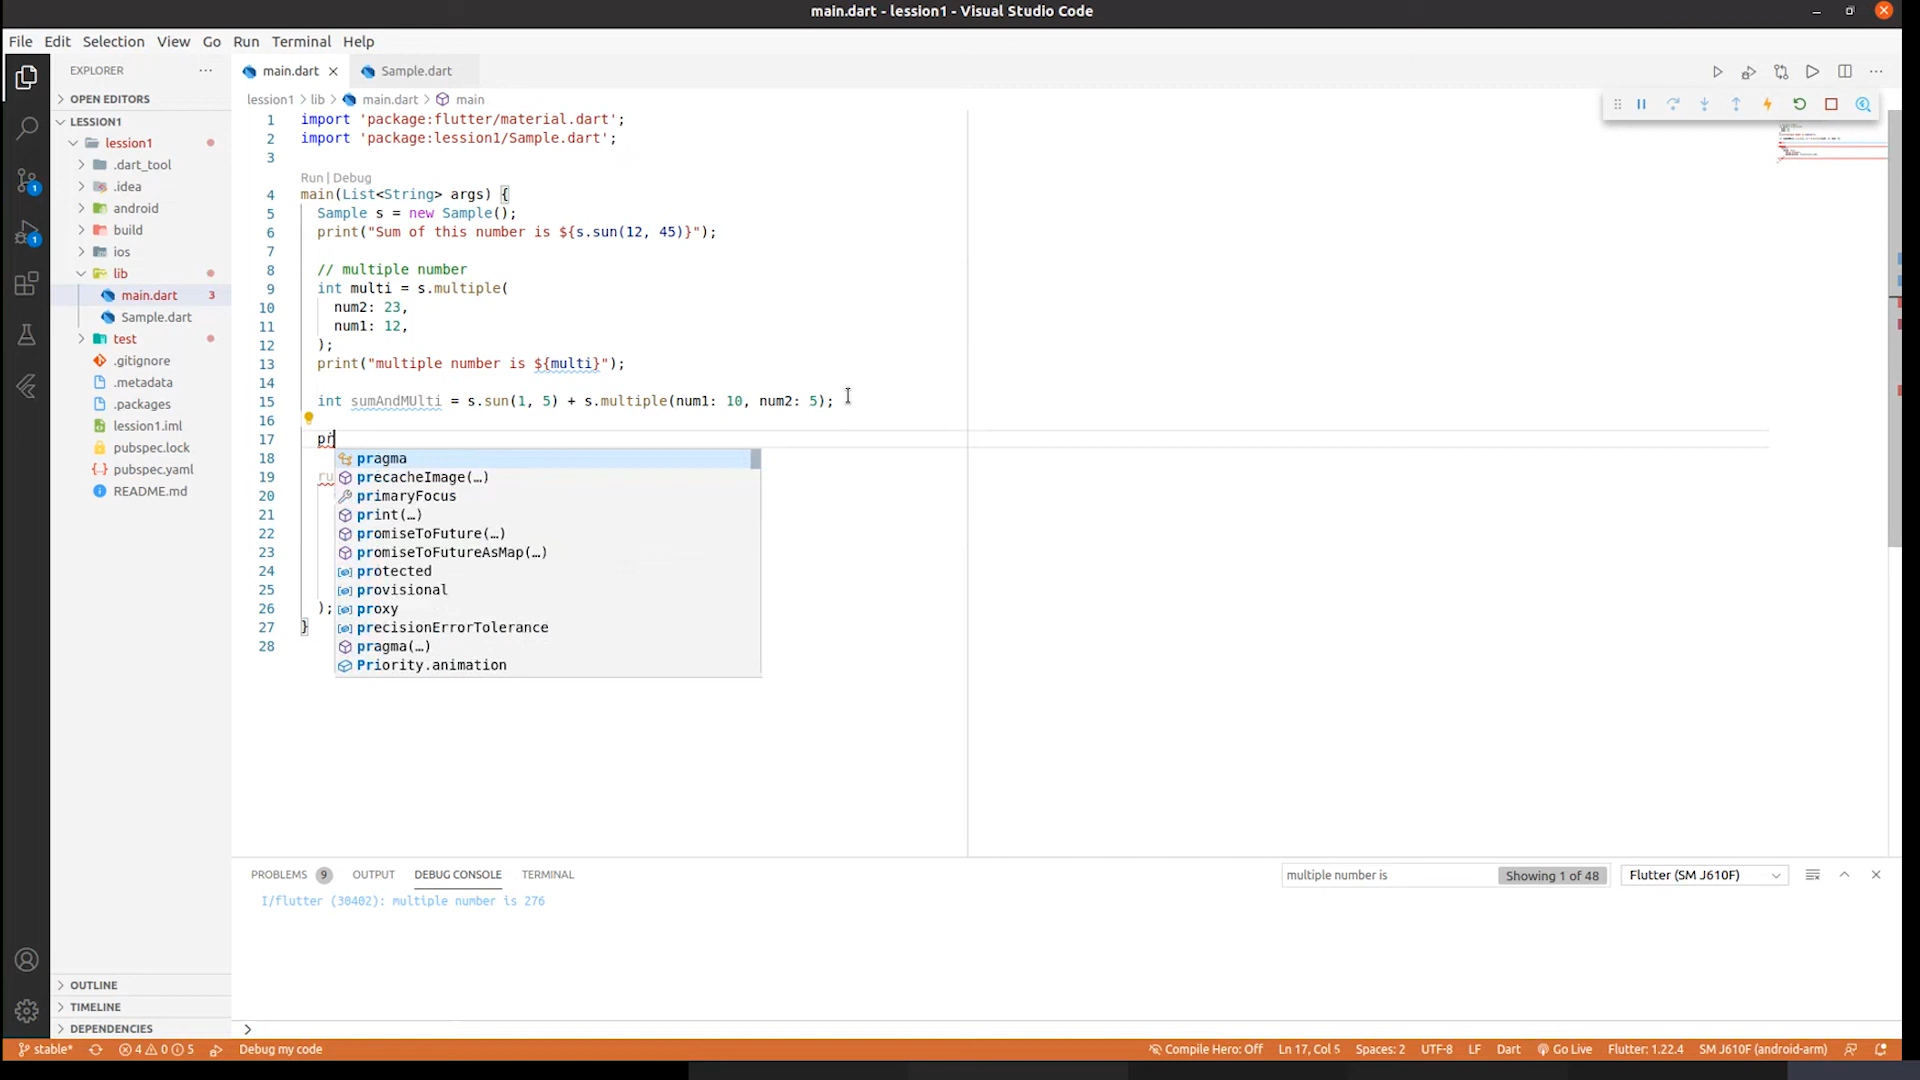 main.dart - lession1 - Visual Studio Code
File Edit Selection View Go Run Terminal Help
EXPLORER
OPEN EDITORS
LESSION1
lession1
.dart_tool
.idea
android
build
ios
lib
main.dart 3
Sample.dart
test
.gitignore
.metadata
.packages
lession1.iml
pubspec.lock
pubspec.yaml
README.md
OUTLINE
TIMELINE
DEPENDENCIES
1
1
main.dart Sample.dart
lession1 > lib > main.dart > main
1 import 'package:flutter/material.dart';
2 import 'package:lession1/Sample.dart';
3
Run | Debug
4 main(List<String> args) {
5 Sample s = new Sample();
6 print("Sum of this number is ${s.sun(12, 45)}");
7
8 // multiple number
9 int multi = s.multiple(
10 num2: 23,
11 num1: 12,
12 );
13 print("multiple number is ${multi}");
14
15 int sumAndMUlti = s.sun(1, 5) + s.multiple(num1: 10, num2: 5);
16
17 pr
18 pragma
19 ru precacheImage(…)
20 primaryFocus
21 print(…)
22 promiseToFuture(…)
23 promiseToFutureAsMap(…)
24 protected
25 provisional
26 ); proxy
27 } precisionErrorTolerance
28 pragma(…)
Priority.animation
PROBLEMS 9 OUTPUT DEBUG CONSOLE TERMINAL multiple number is Showing 1 of 48 Flutter (SM J610F)
I/flutter (30402): multiple number is 276
>
stable* 4 0 5 Debug my code Compile Hero: Off Ln 17, Col 5 Spaces: 2 UTF-8 LF Dart Go Live Flutter: 1.22.4 SM J610F (android-arm)